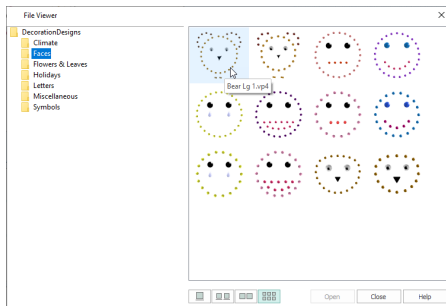 File Viewer
DecorationDesigns
Climate
Faces
Flowers & Leaves
Holidays
Letters
Miscellaneous
Symbols
Bear Lg 1.vp4
Open
Close
Help